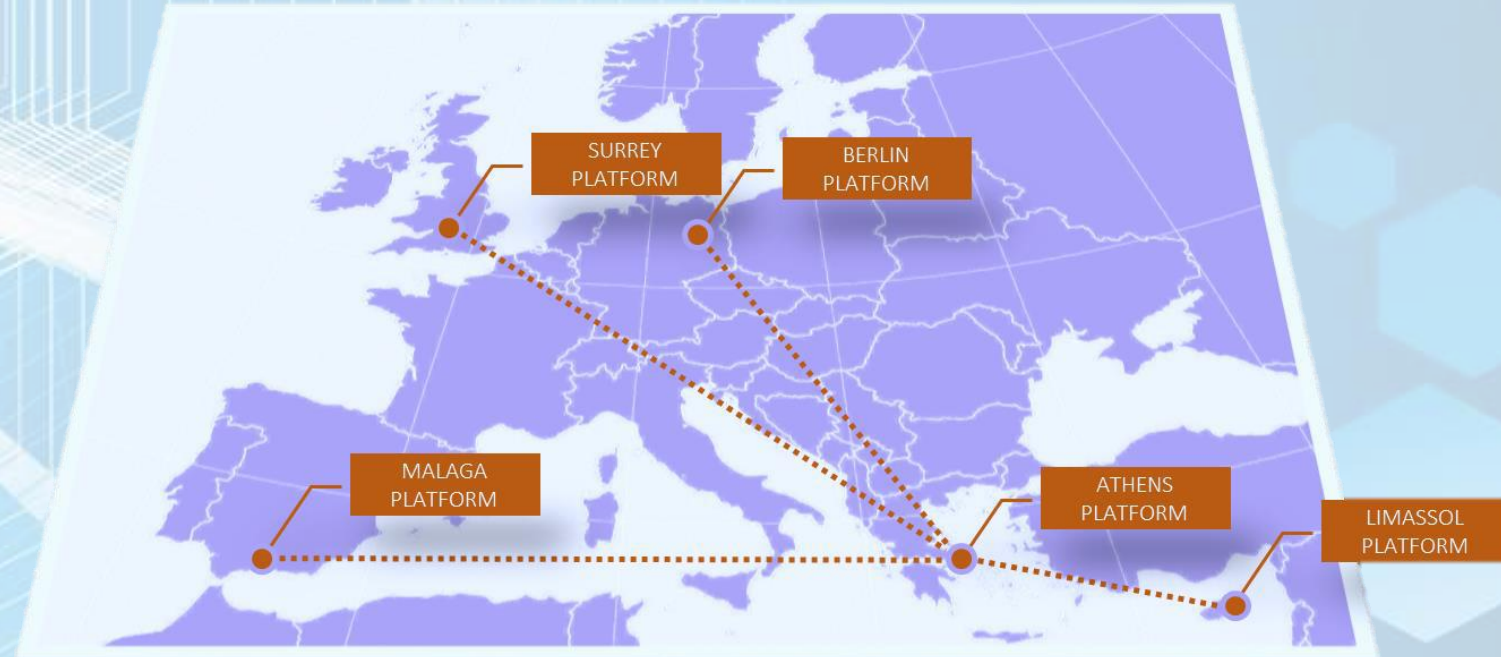 SURREY
PLATFORM
BERLIN
PLATFORM
MALAGA
PLATFORM
ATHENS
PLATFORM
LIMASSOL
PLATFORM